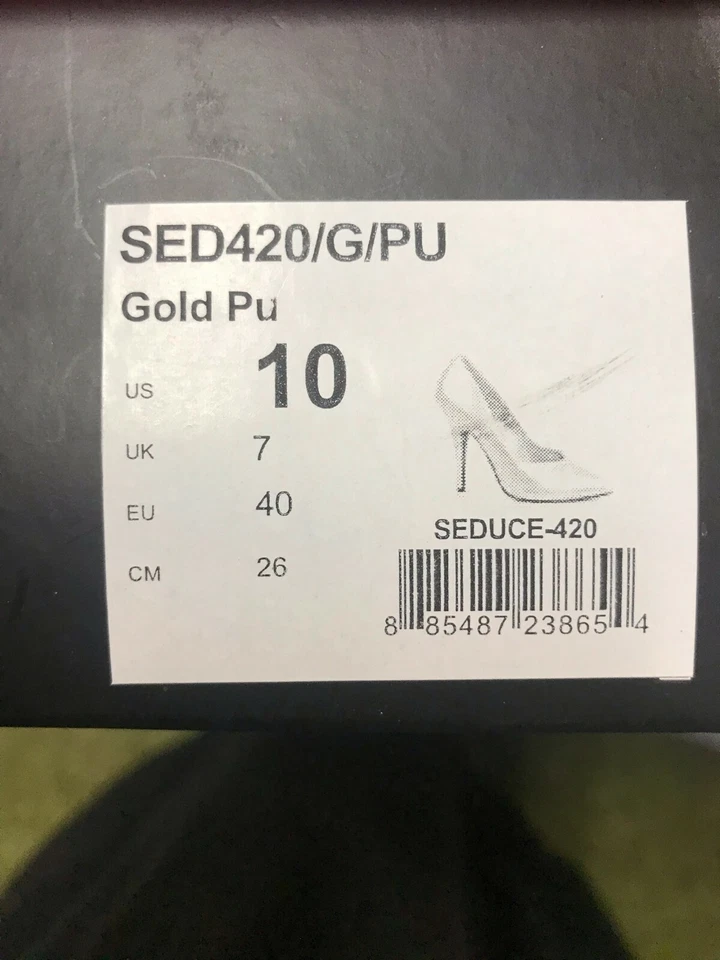 SED420/G/PU
Gold Pu
US 10
UK 7
EU 40
CM 26
SEDUCE-420
8 85487 23865 4